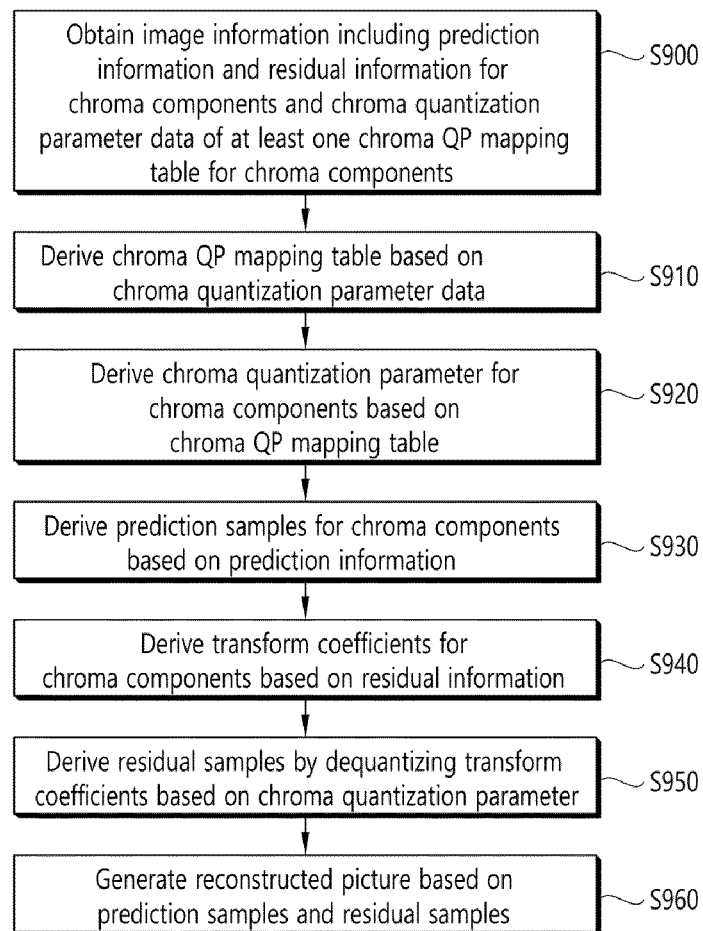 Obtain image information including prediction
information and residual information for
chroma components and chroma quantization
parameter data of at least one chroma QP mapping
table for chroma components
S900
Derive chroma QP mapping table based on
chroma quantization parameter data
S910
Derive chroma quantization parameter for
chroma components based on
chroma QP mapping table
S920
Derive prediction samples for chroma components
based on prediction information
S930
Derive transform coefficients for
chroma components based on residual information
S940
Derive residual samples by dequantizing transform
coefficients based on chroma quantization parameter
S950
Generate reconstructed picture based on
prediction samples and residual samples
S960